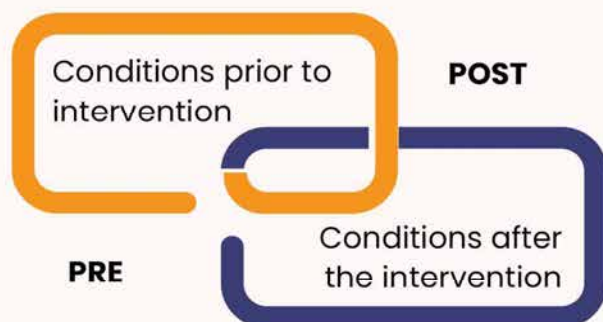 Conditions prior to
intervention
POST
PRE
Conditions after
the intervention